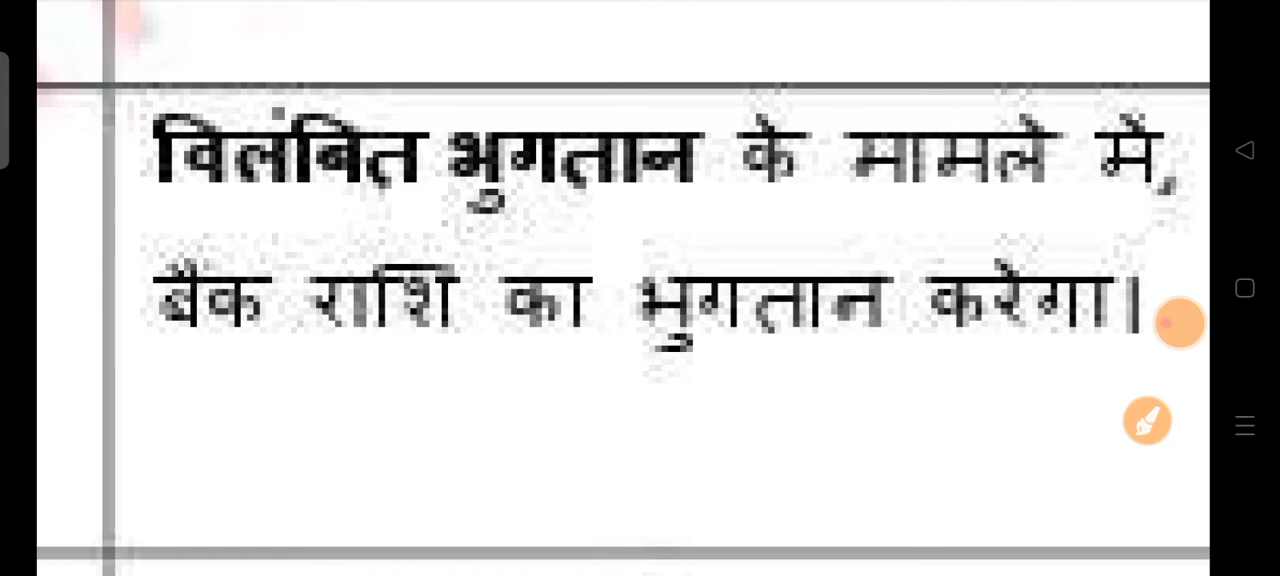 विलंबित भुगतान के मामले में,
बैंक राशि का भुगतान करेगा।